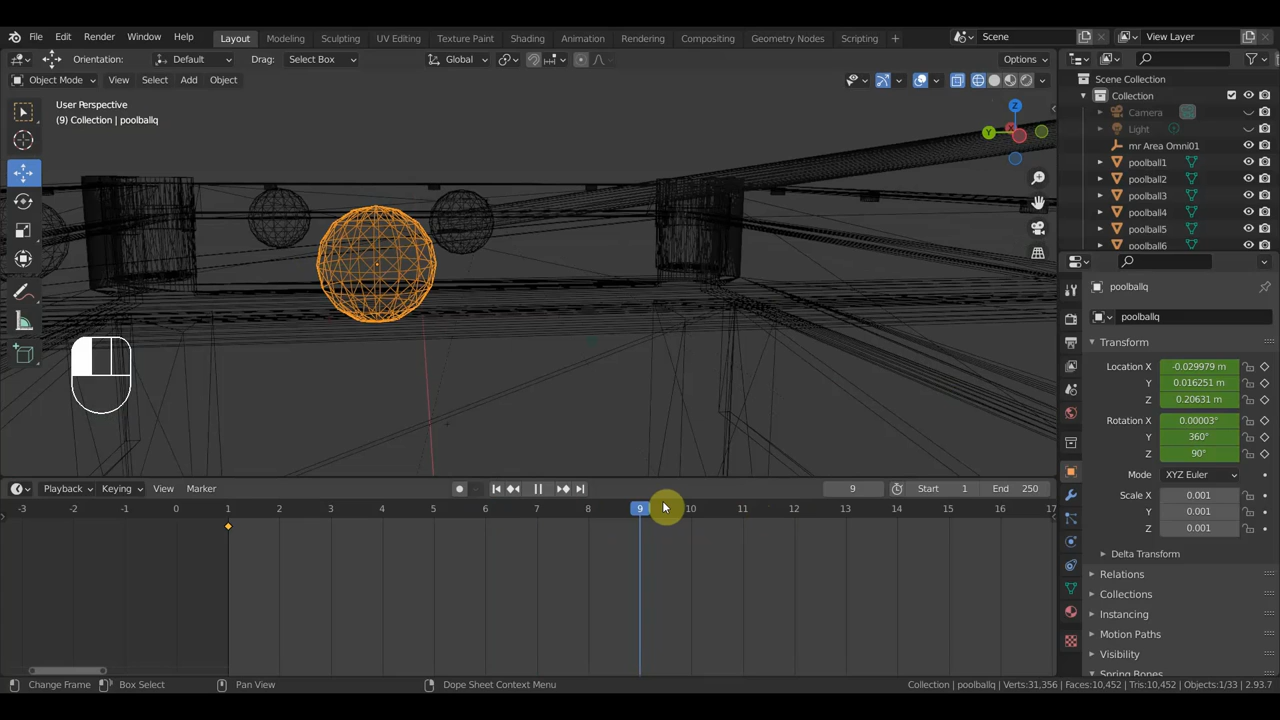 File Edit Render Window Help Layout Modeling Sculpting UV Editing Texture Paint Shading Animation Rendering Compositing Geometry Nodes Scripting + Scene View Layer
Orientation: Default Drag: Select Box Global Options
Object Mode View Select Add Object
User Perspective
(9) Collection | poolballq
Z
Y
X
Scene Collection
Collection
Camera
Light
mr Area Omni01
poolball1
poolball2
poolball3
poolball4
poolball5
poolball6
poolballq
poolballq
Transform
Location X -0.029979 m
Y 0.016251 m
Z 0.20631 m
Rotation X 0.00003°
Y 360°
Z 90°
Mode XYZ Euler
Scale X 0.001
Y 0.001
Z 0.001
Delta Transform
Relations
Collections
Instancing
Motion Paths
Visibility
Spring Bones
Playback Keying View Marker 9 Start 1 End 250
-3 -2 -1 0 1 2 3 4 5 6 7 8 9 10 11 12 13 14 15 16 17
Change Frame Box Select Pan View Dope Sheet Context Menu Collection | poolballq | Verts:31,356 | Faces:10,452 | Tris:10,452 | Objects:1/33 | 2.93.7